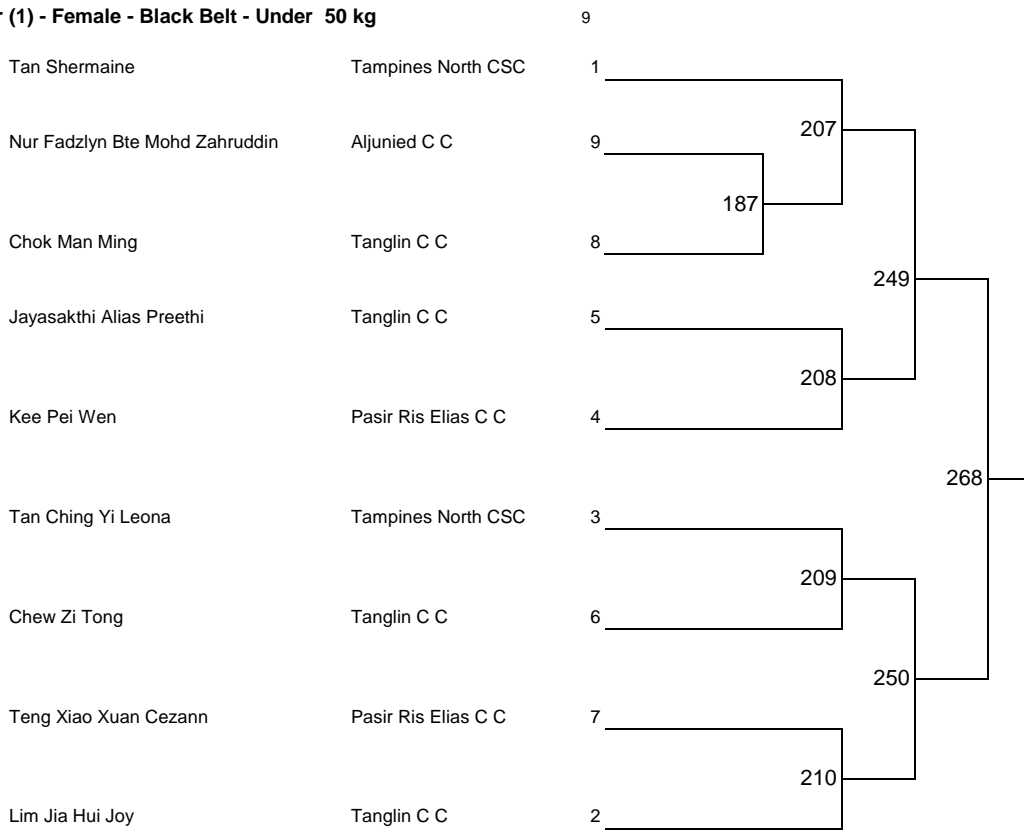 (1) - Female - Black Belt - Under 50 kg 9
Tan Shermaine Tampines North CSC 1
207
Nur Fadzlyn Bte Mohd Zahruddin Aljunied C C 9
187
Chok Man Ming Tanglin C C 8
249
Jayasakthi Alias Preethi Tanglin C C 5
208
Kee Pei Wen Pasir Ris Elias C C 4
268
Tan Ching Yi Leona Tampines North CSC 3
209
Chew Zi Tong Tanglin C C 6
250
Teng Xiao Xuan Cezann Pasir Ris Elias C C 7
210
Lim Jia Hui Joy Tanglin C C 2